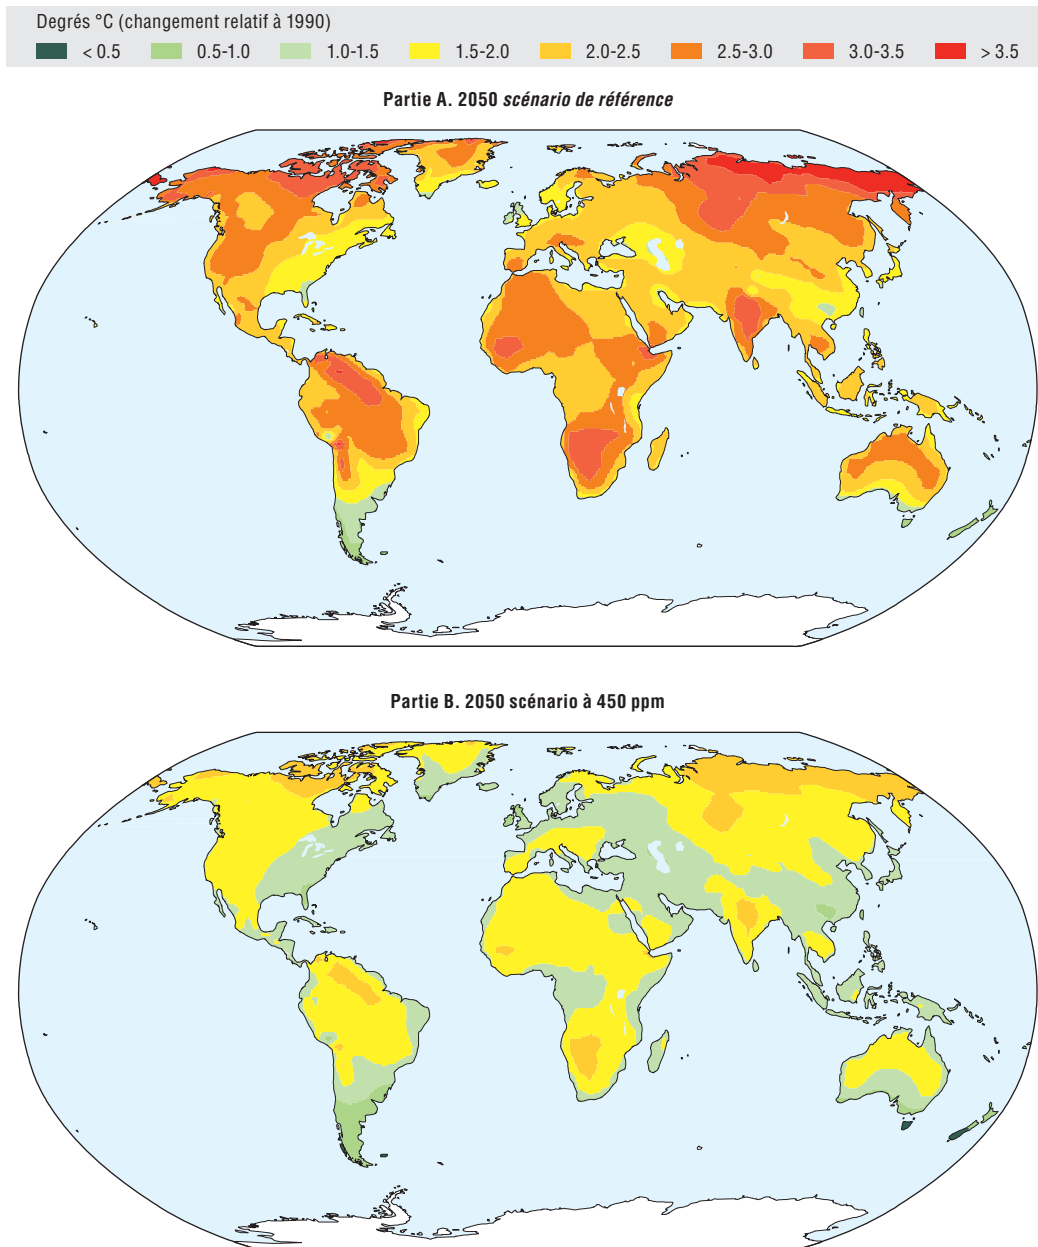 Degrés °C (changement relatif à 1990)
< 0.5 0.5-1.0 1.0-1.5 1.5-2.0 2.0-2.5 2.5-3.0 3.0-3.5 > 3.5
Partie A. 2050 scénario de référence
Partie B. 2050 scénario à 450 ppm